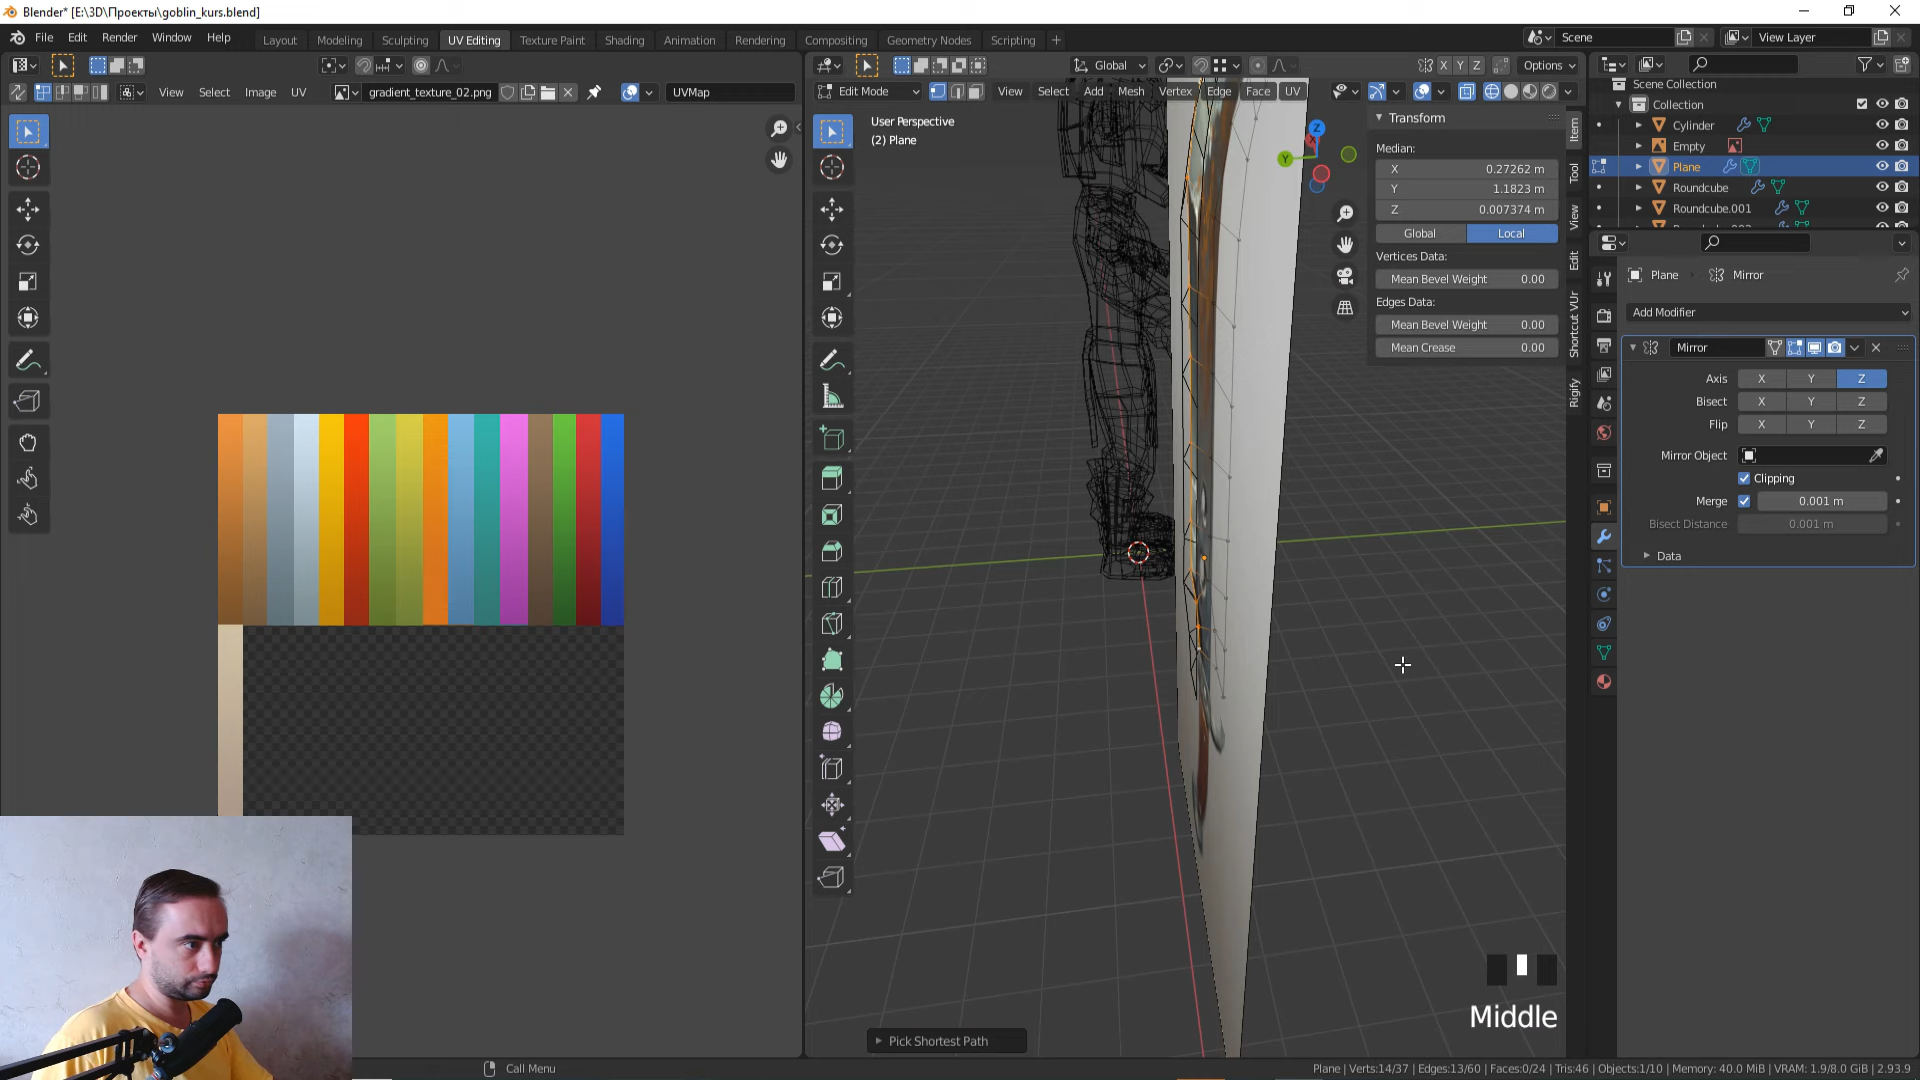 Blender* [E:\3D\Проекты\goblin_kurs.blend]
File Edit Render Window Help
Layout Modeling Sculpting UV Editing Texture Paint Shading Animation Rendering Compositing Geometry Nodes Scripting +
Scene View Layer
Global X Y Z Options
View Select Image UV gradient_texture_02.png UVMap
Edit Mode View Select Add Mesh Vertex Edge Face UV
User Perspective
(2) Plane
Z
Y
Transform
Median:
X 0.27262 m
Y 1.1823 m
Z 0.007374 m
Global Local
Vertices Data:
Mean Bevel Weight 0.00
Edges Data:
Mean Bevel Weight 0.00
Mean Crease 0.00
Item
Tool
View
Edit
Shortcut VUr
Rigify
Scene Collection
Collection
Cylinder
Empty
Plane
Roundcube
Roundcube.001
Plane Mirror
Add Modifier
Mirror
Axis X Y Z
Bisect X Y Z
Flip X Y Z
Mirror Object
Clipping
Merge 0.001 m
Bisect Distance 0.001 m
Data
Middle
Pick Shortest Path
Call Menu
Plane | Verts:14/37 | Edges:13/60 | Faces:0/24 | Tris:46 | Objects:1/10 | Memory: 40.0 MiB | VRAM: 1.9/8.0 GiB | 2.93.9